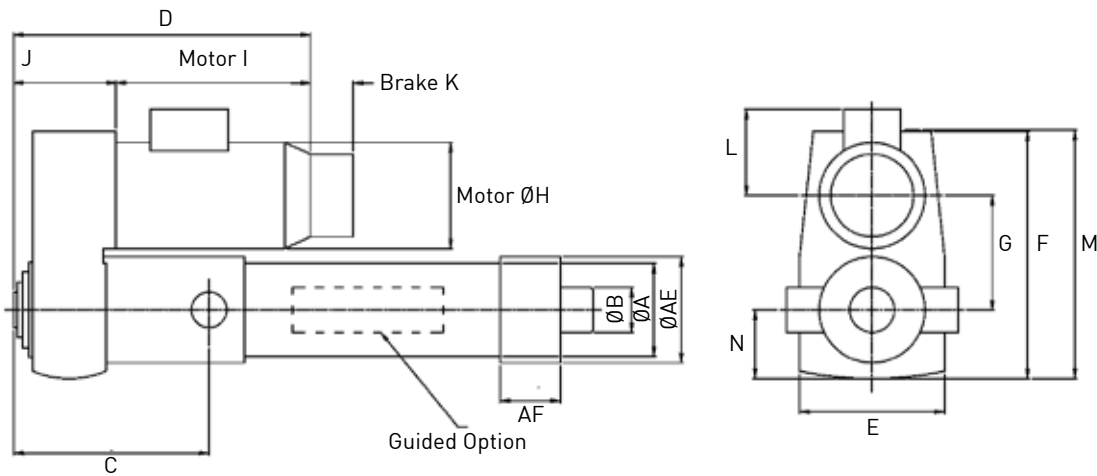 D
J
Motor I
Brake K
Motor ØH
ØB
ØA
ØAE
AF
Guided Option
C
L
G
F
M
N
E